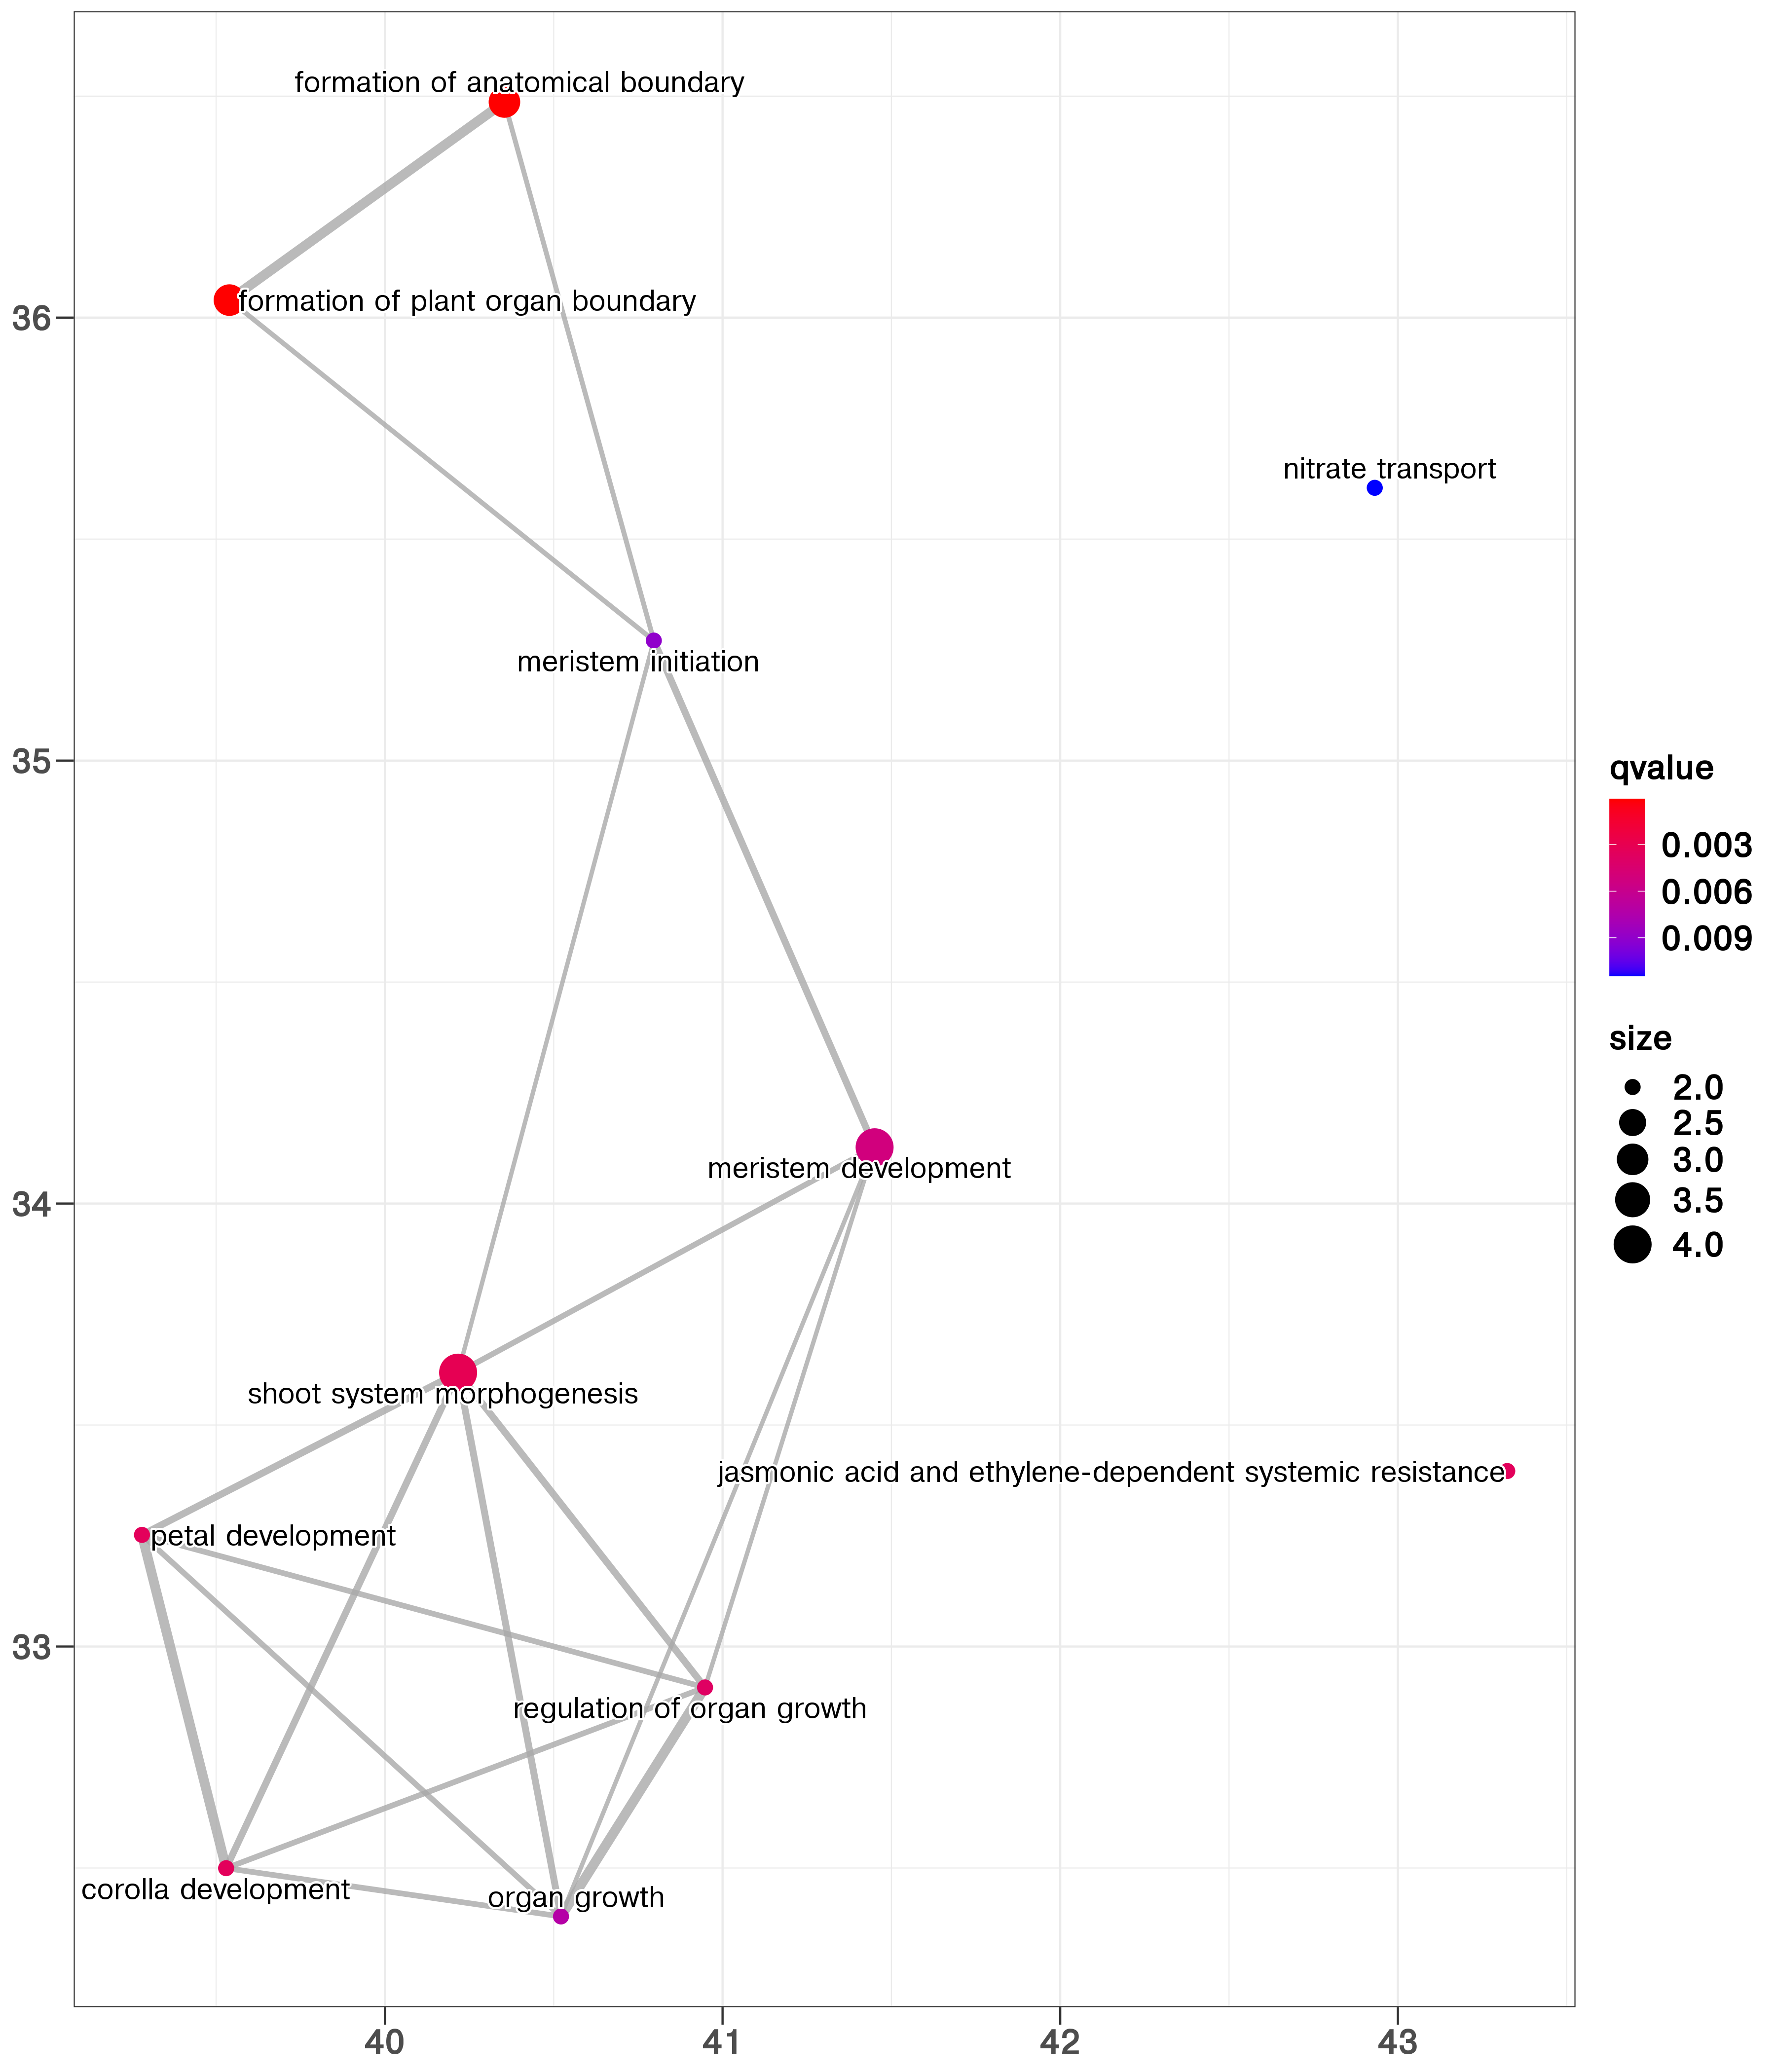 formation of anatomical boundary
formation of plant organ boundary
36
nitrate transport
meristem initiation
35
meristem development
34
shoot system morphogenesis
jasmonic acid and ethylene-dependent systemic resistance
petal development
33
regulation of organ growth
corolla development
organ growth
40
41
42
43
qvalue
0.003
0.006
0.009
size
2.0
2.5
3.0
3.5
4.0